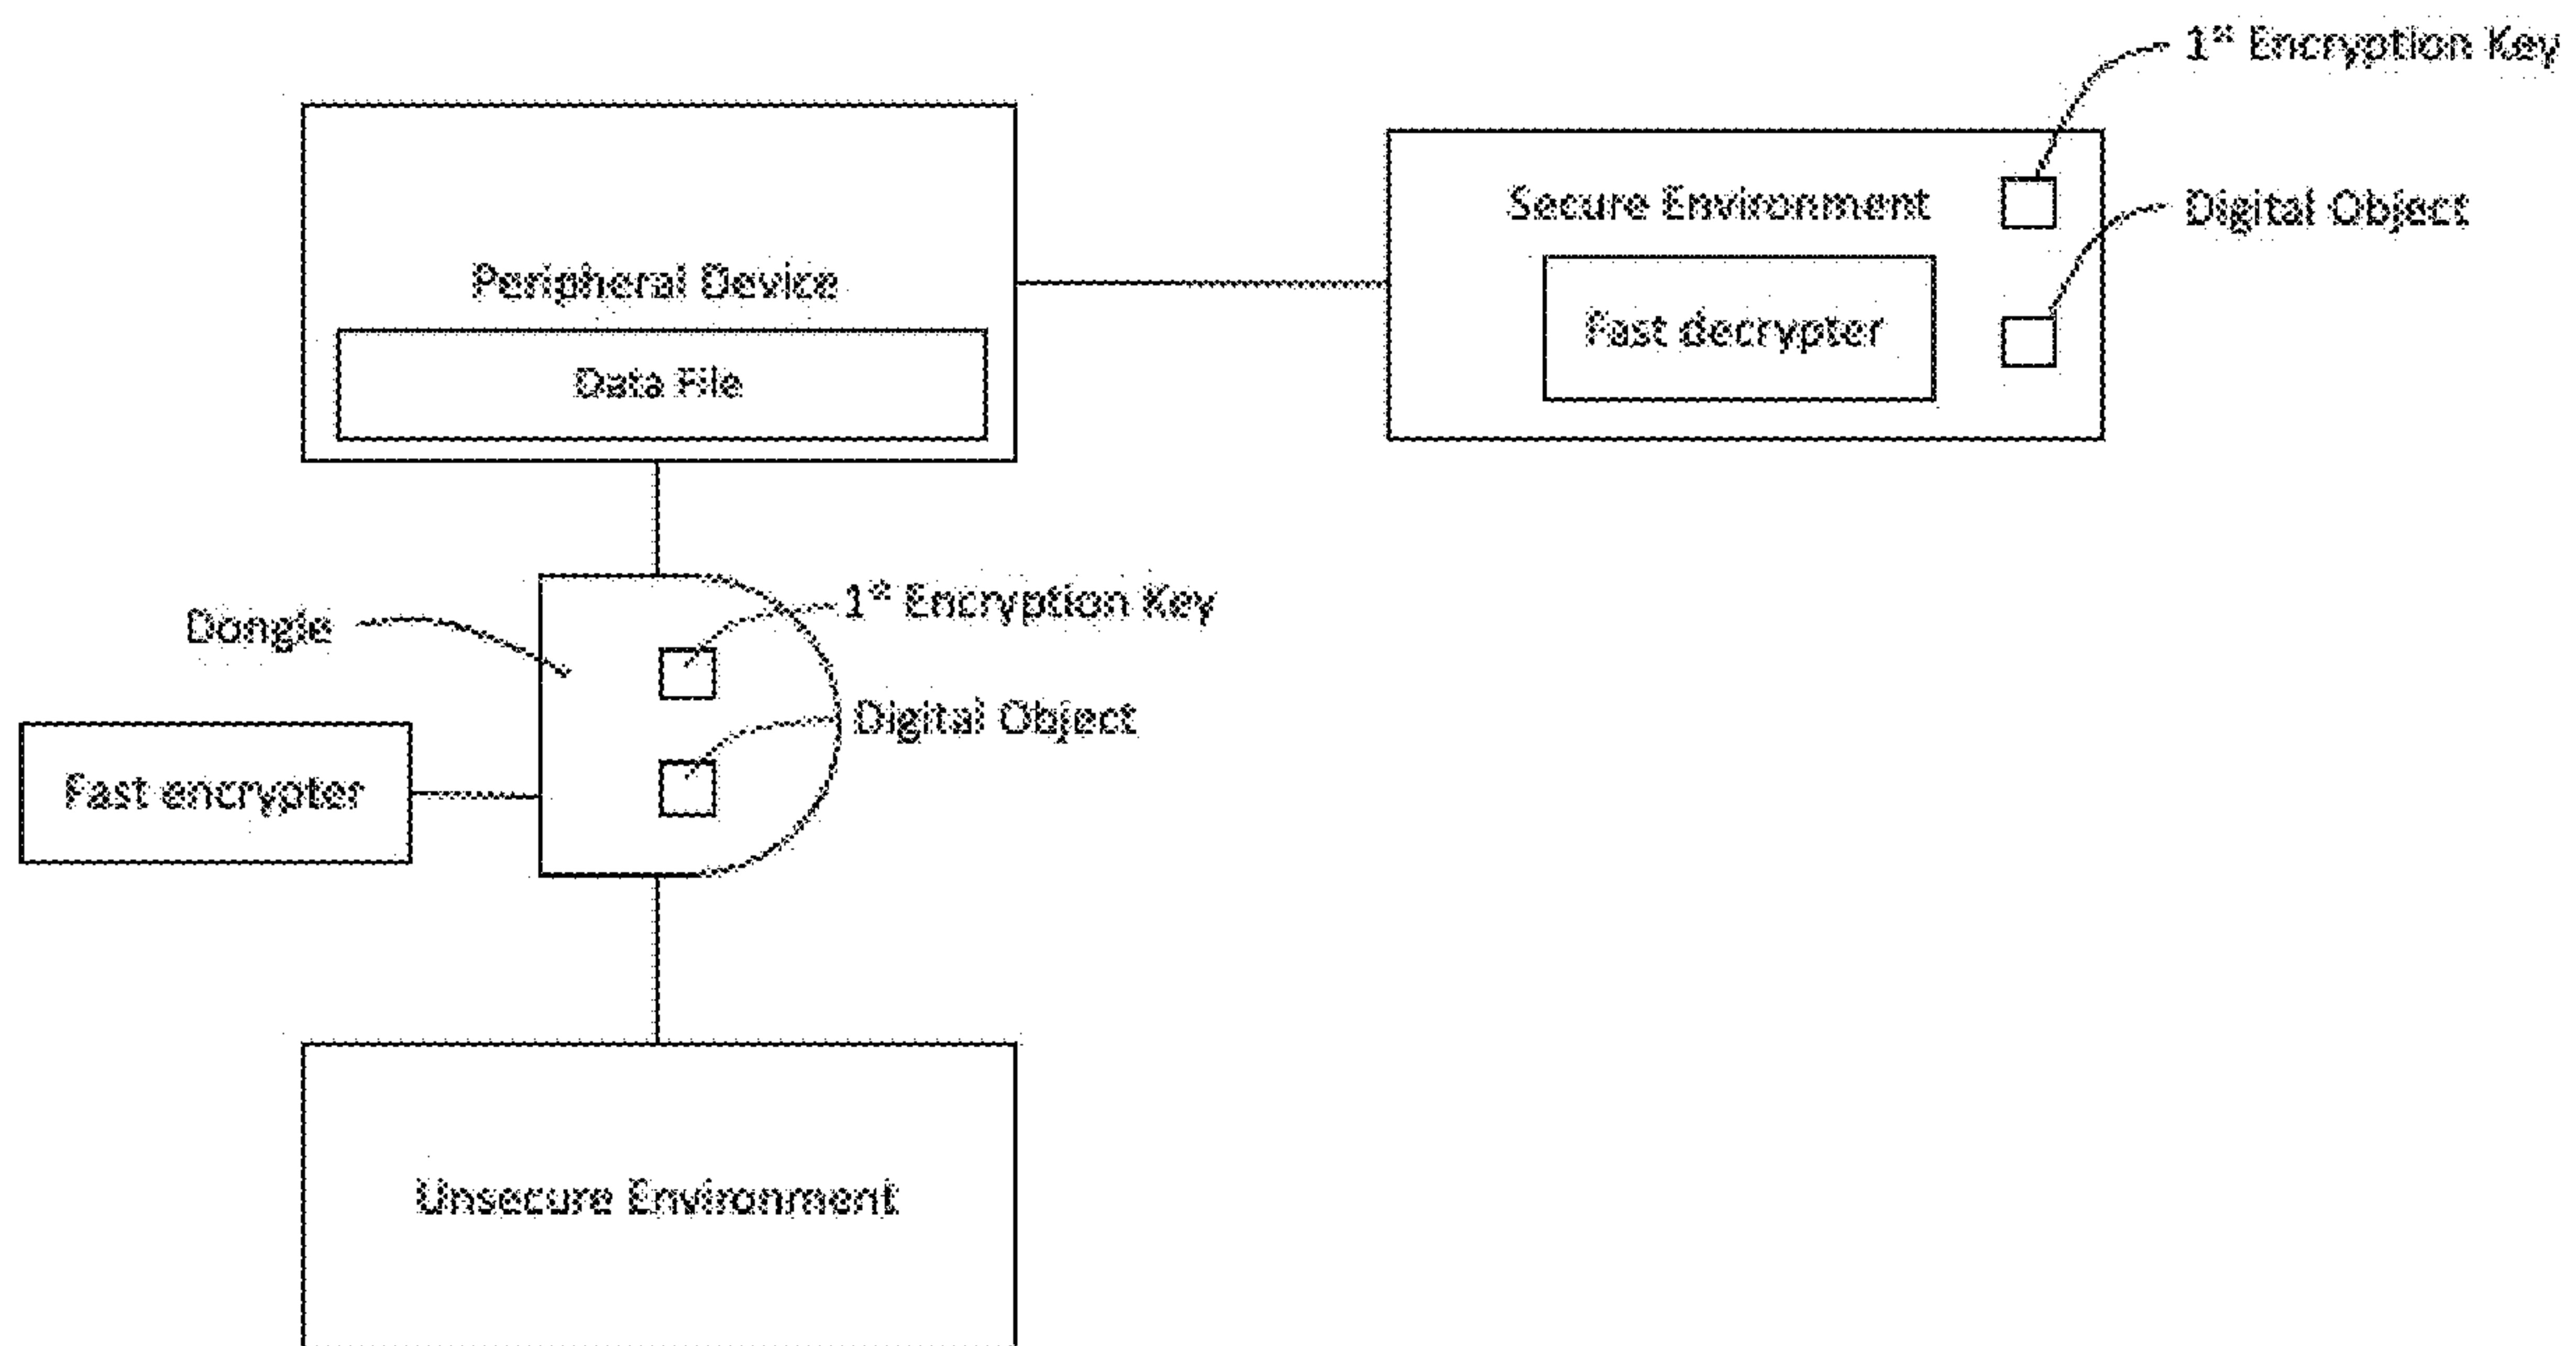 1st Encryption Key
Secure Environment
Digital Object
Peripheral Device
Fast decrypter
Data File
1st Encryption Key
Dongle
Digital Object
Fast encrypter
Unsecure Environment